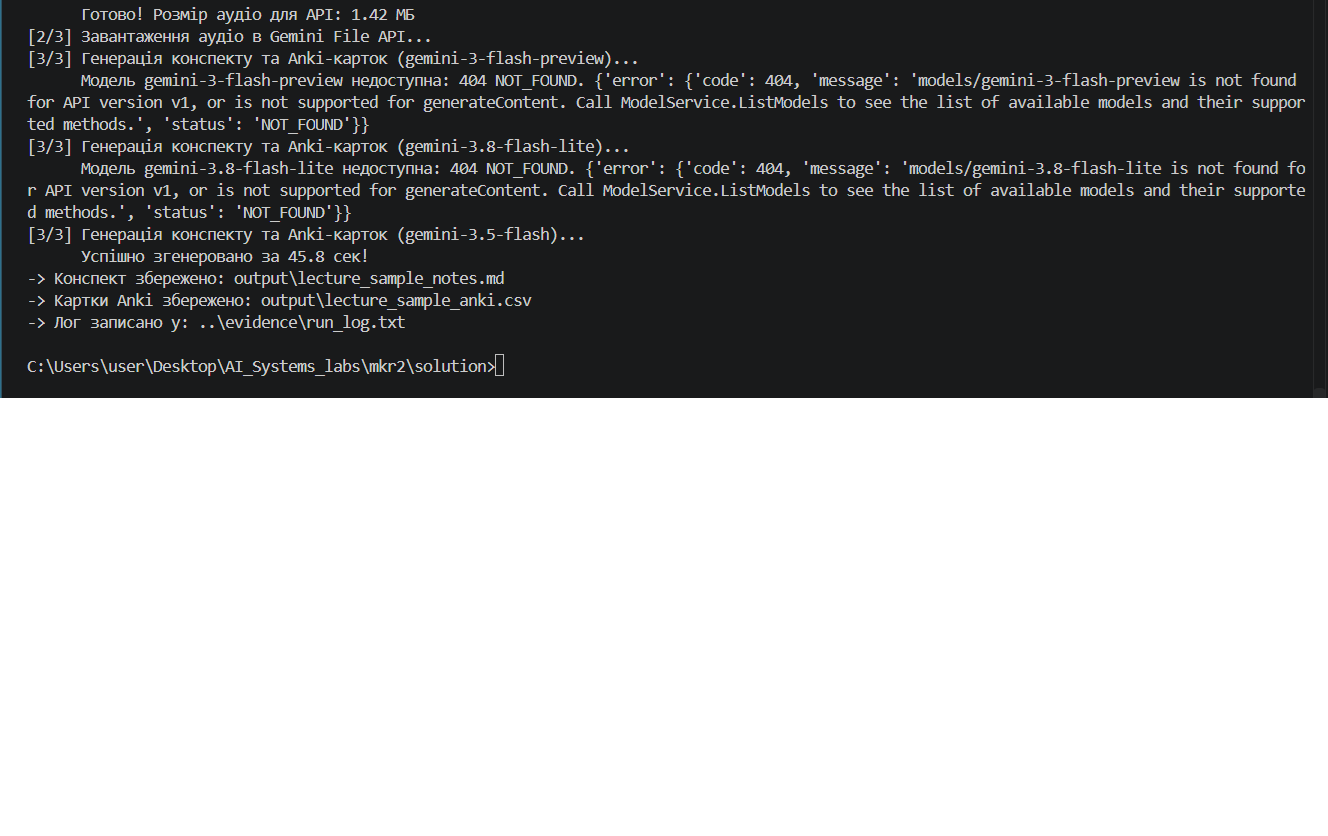 Готово! Розмір аудіо для API: 1.42 МБ
[2/3] Завантаження аудіо в Gemini File API...
[3/3] Генерація конспекту та Anki-карток (gemini-3-flash-preview)...
Модель gemini-3-flash-preview недоступна: 404 NOT_FOUND. {'error': {'code': 404, 'message': 'models/gemini-3-flash-preview is not found
for API version v1, or is not supported for generateContent. Call ModelService.ListModels to see the list of available models and their suppor
ted methods.', 'status': 'NOT_FOUND'}}
[3/3] Генерація конспекту та Anki-карток (gemini-3.8-flash-lite)...
Модель gemini-3.8-flash-lite недоступна: 404 NOT_FOUND. {'error': {'code': 404, 'message': 'models/gemini-3.8-flash-lite is not found fo
r API version v1, or is not supported for generateContent. Call ModelService.ListModels to see the list of available models and their supporte
d methods.', 'status': 'NOT_FOUND'}}
[3/3] Генерація конспекту та Anki-карток (gemini-3.5-flash)...
Успішно згенеровано за 45.8 сек!
-> Конспект збережено: output\lecture_sample_notes.md
-> Картки Anki збережено: output\lecture_sample_anki.csv
-> Лог записано у: ..\evidence\run_log.txt
C:\Users\user\Desktop\AI_Systems_labs\mkr2\solution>